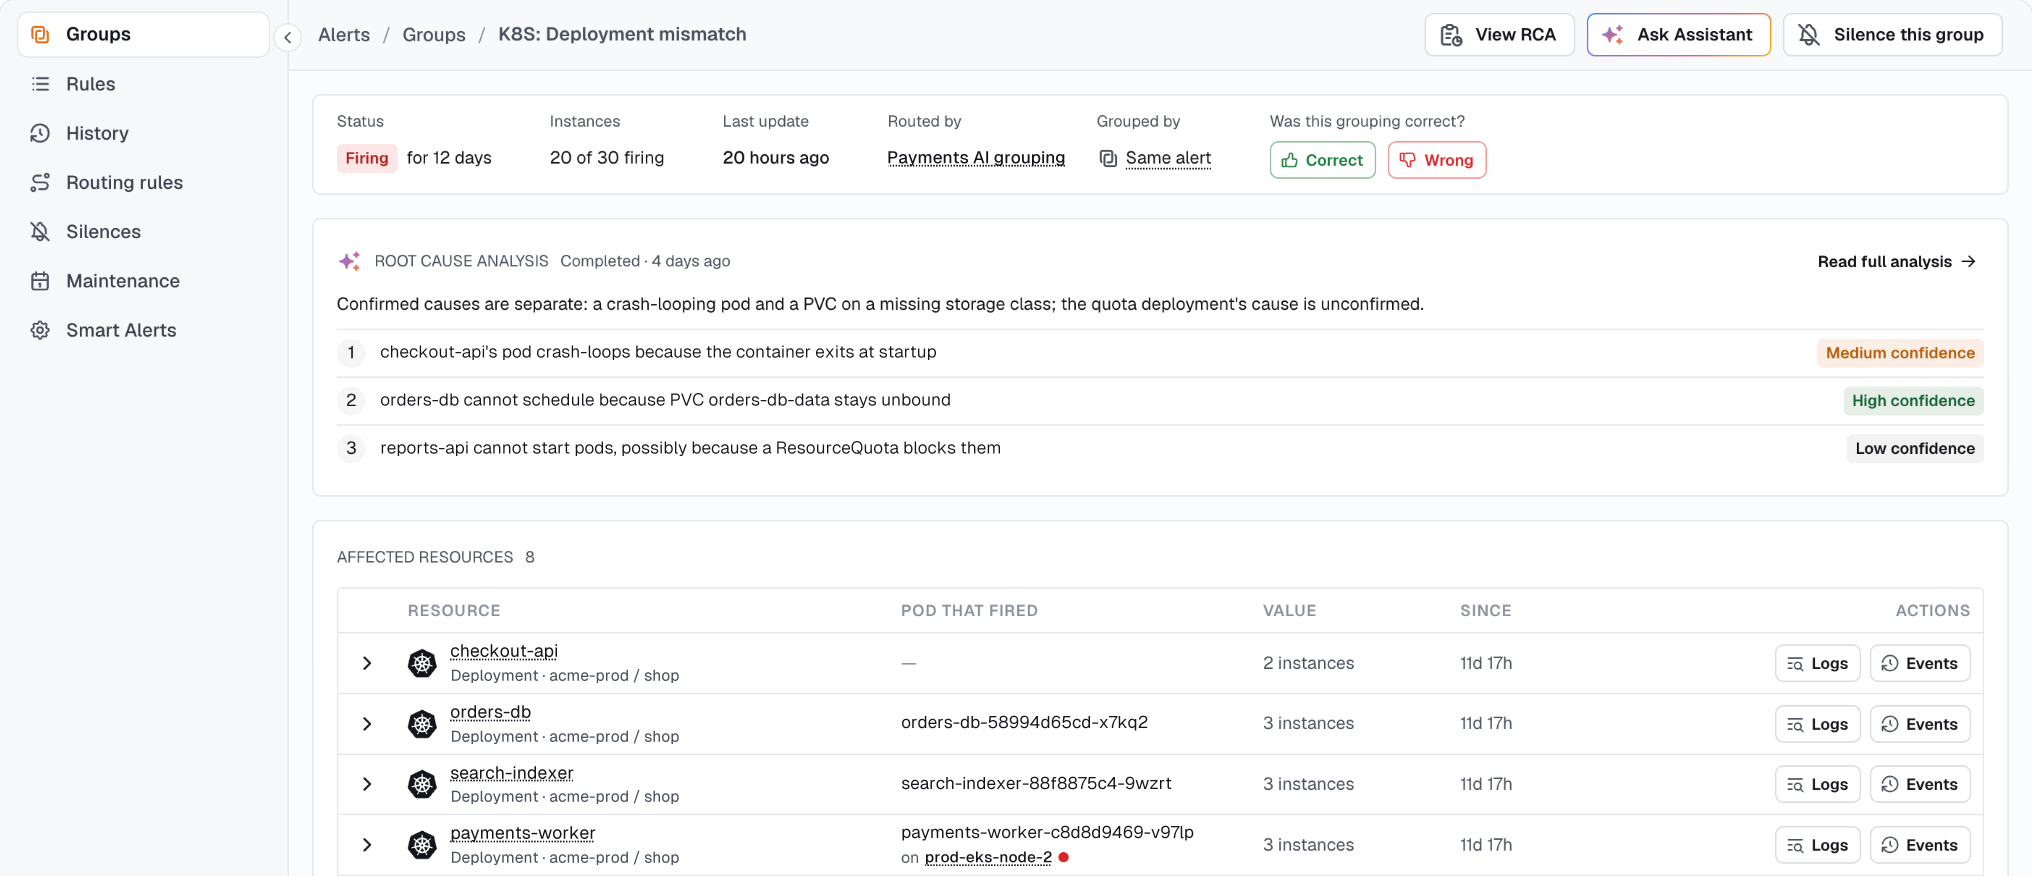 Groups
Rules
History
Routing rules
Silences
Maintenance
Smart Alerts
Alerts / Groups / K8S: Deployment mismatch
View RCA
Ask Assistant
Silence this group
Status
Instances
Last update
Routed by
Grouped by
Was this grouping correct?
Firing for 12 days
20 of 30 firing
20 hours ago
Payments AI grouping
Same alert
Correct
Wrong
ROOT CAUSE ANALYSIS Completed · 4 days ago
Read full analysis →
Confirmed causes are separate: a crash-looping pod and a PVC on a missing storage class; the quota deployment's cause is unconfirmed.
1 checkout-api's pod crash-loops because the container exits at startup
Medium confidence
2 orders-db cannot schedule because PVC orders-db-data stays unbound
High confidence
3 reports-api cannot start pods, possibly because a ResourceQuota blocks them
Low confidence
AFFECTED RESOURCES 8
RESOURCE POD THAT FIRED VALUE SINCE ACTIONS
checkout-api
Deployment · acme-prod / shop
— 2 instances 11d 17h Logs Events
orders-db
Deployment · acme-prod / shop
orders-db-58994d65cd-x7kq2 3 instances 11d 17h Logs Events
search-indexer
Deployment · acme-prod / shop
search-indexer-88f8875c4-9wzrt 3 instances 11d 17h Logs Events
payments-worker
Deployment · acme-prod / shop
payments-worker-c8d8d9469-v97lp
on prod-eks-node-2
3 instances 11d 17h Logs Events